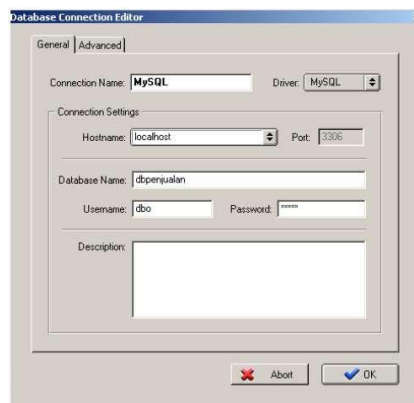 Database Connection Editor
General Advanced
Connection Name: MySQL Driver: MySQL
Connection Settings
Hostname: localhost Port: 3306
Database Name: dbpenjualan
Username: dbo Password: *****
Description:
Abort OK